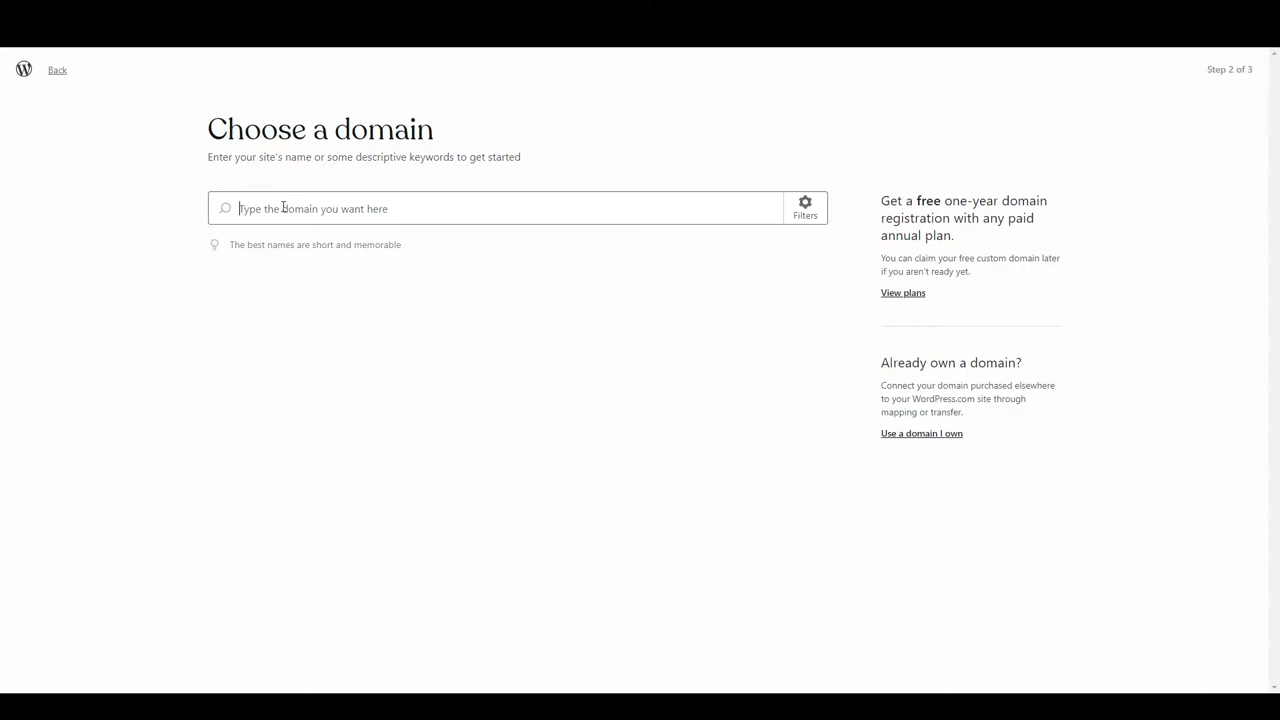 Back
Step 2 of 3
Choose a domain
Enter your site's name or some descriptive keywords to get started
Type the domain you want here
Filters
The best names are short and memorable
Get a free one-year domain
registration with any paid
annual plan.
You can claim your free custom domain later
if you aren't ready yet.
View plans
Already own a domain?
Connect your domain purchased elsewhere
to your WordPress.com site through
mapping or transfer.
Use a domain I own